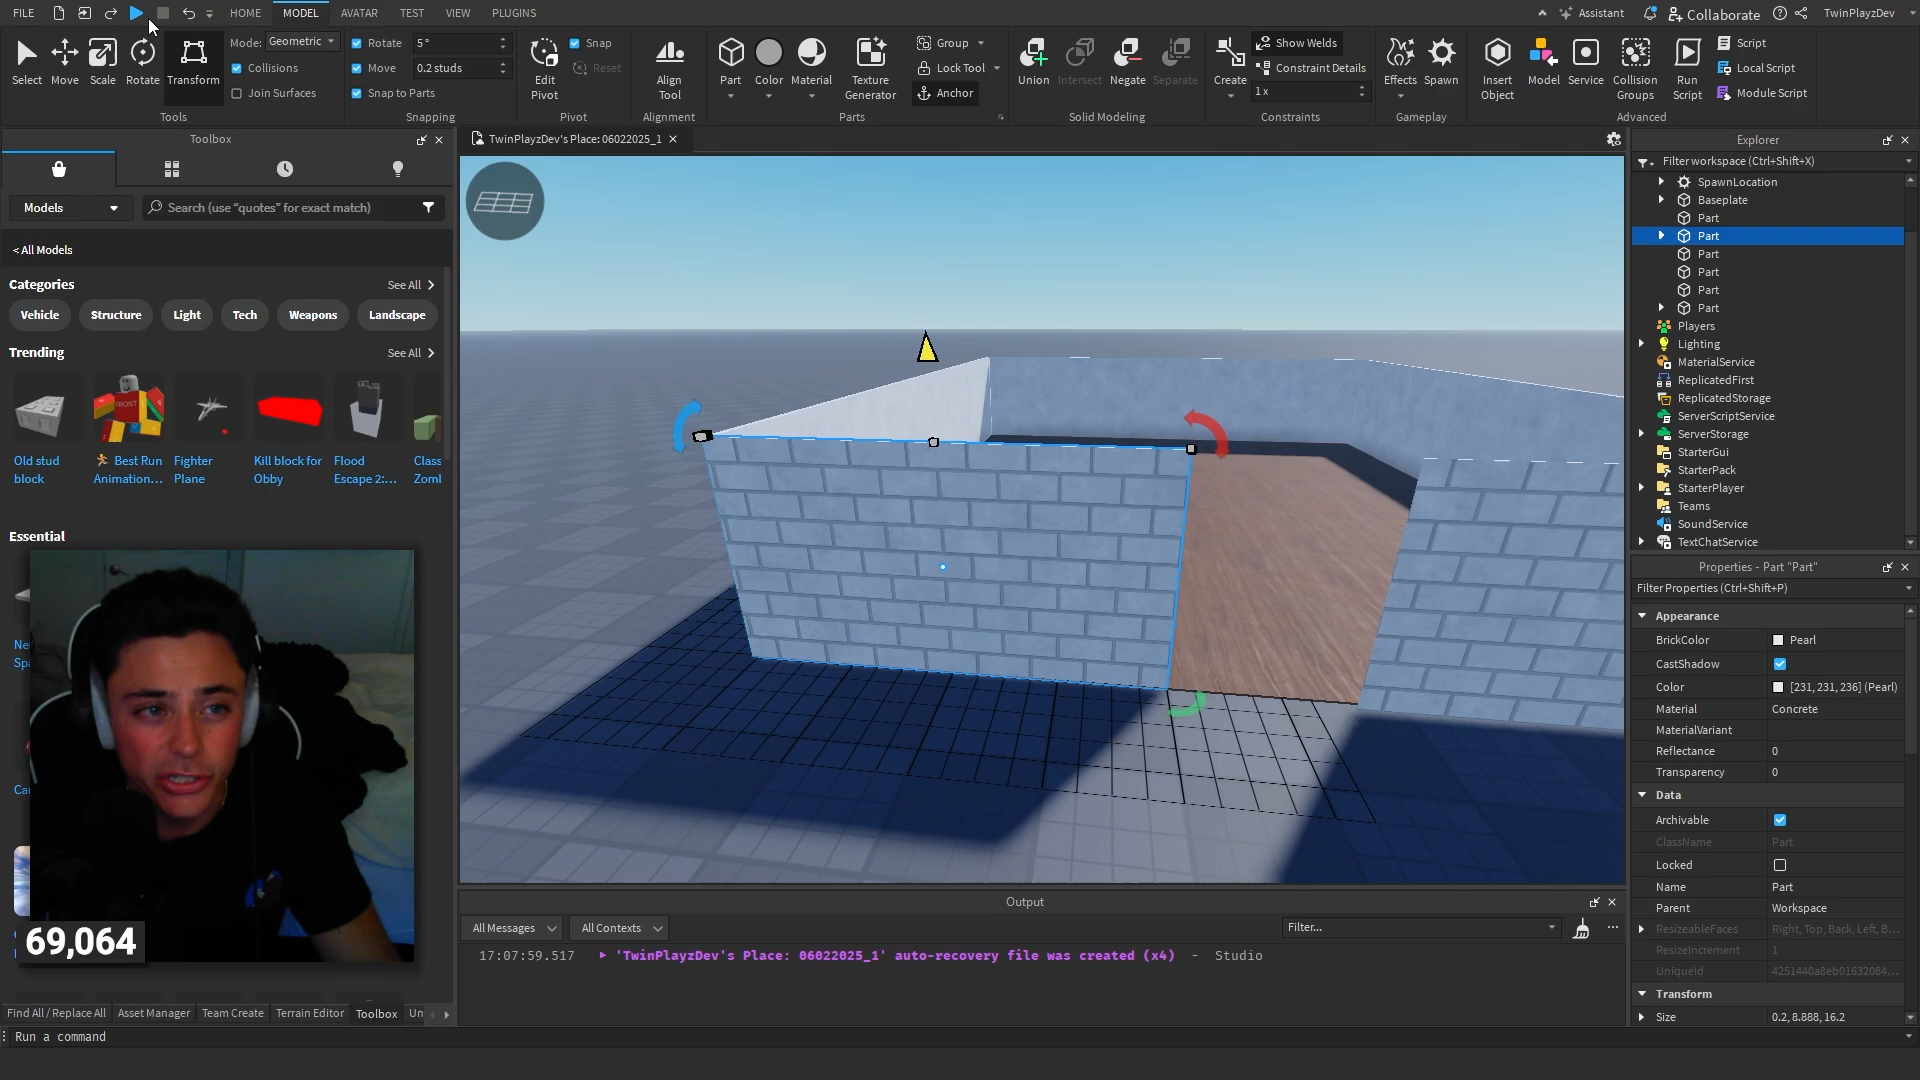 FILE
HOME
MODEL
AVATAR
TEST
VIEW
PLUGINS
Assistant
Collaborate
TwinPlayzDev
Select
Move
Scale
Rotate
Transform
Mode: Geometric
Collisions
Join Surfaces
Tools
Rotate 5°
Move 0.2 studs
Snap to Parts
Snapping
Edit
Pivot
Snap
Reset
Pivot
Align
Tool
Alignment
Part
Color
Material
Texture
Generator
Group
Lock Tool
Anchor
Parts
Union
Intersect
Negate
Separate
Solid Modeling
Create
Show Welds
Constraint Details
1 x
Constraints
Effects
Spawn
Gameplay
Insert
Object
Model
Service
Collision
Groups
Run
Script
Script
Local Script
Module Script
Advanced
Toolbox
Models
Search (use “quotes” for exact match)
< All Models
Categories
See All
Vehicle
Structure
Light
Tech
Weapons
Landscape
Trending
See All
FRONT
Old stud
block
Best Run
Animation...
Fighter
Plane
Kill block for
Obby
Flood
Escape 2:...
Class
Zoml
Essential
Ne
Sp
Ca
69,064
Find All / Replace All
Asset Manager
Team Create
Terrain Editor
Toolbox
Un
Run a command
TwinPlayzDev's Place: 06022025_1
Output
All Messages
All Contexts
Filter...
17:07:59.517 'TwinPlayzDev's Place: 06022025_1' auto-recovery file was created (x4) - Studio
Explorer
Filter workspace (Ctrl+Shift+X)
SpawnLocation
Baseplate
Part
Part
Part
Part
Part
Part
Players
Lighting
MaterialService
ReplicatedFirst
ReplicatedStorage
ServerScriptService
ServerStorage
StarterGui
StarterPack
StarterPlayer
Teams
SoundService
TextChatService
Properties - Part "Part"
Filter Properties (Ctrl+Shift+P)
Appearance
BrickColor Pearl
CastShadow
Color [231, 231, 236] (Pearl)
Material Concrete
MaterialVariant
Reflectance 0
Transparency 0
Data
Archivable
ClassName Part
Locked
Name Part
Parent Workspace
ResizeableFaces Right, Top, Back, Left, B...
ResizeIncrement 1
UniqueId 4251440a8eb01632084...
Transform
Size 0.2, 8.888, 16.2